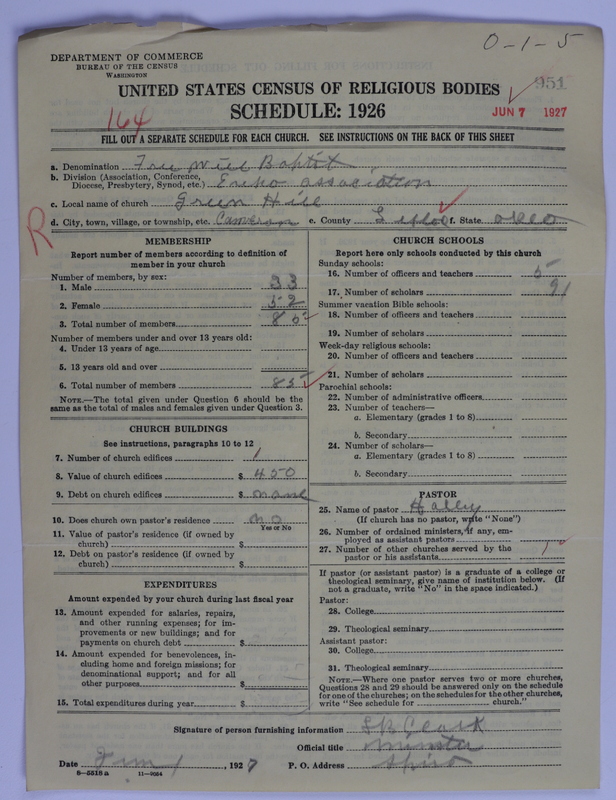 0-1-5
DEPARTMENT OF COMMERCE
BUREAU OF THE CENSUS
WASHINGTON
951
UNITED STATES CENSUS OF RELIGIOUS BODIES
SCHEDULE: 1926
JUN 7 1927
164
FILL OUT A SEPARATE SCHEDULE FOR EACH CHURCH. SEE INSTRUCTIONS ON THE BACK OF THIS SHEET
a. Denomination Free Will Baptist
b. Division (Association, Conference,
Diocese, Presbytery, Synod, etc.) association
c. Local name of church Green Hill
d. City, town, village, or township, etc. Cameron e. County f. State
R
MEMBERSHIP
Report number of members according to definition of
member in your church
Number of members, by sex:
1. Male 33
2. Female 52
3. Total number of members 85
Number of members under and over 13 years old:
4. Under 13 years of age
5. 13 years old and over
6. Total number of members 85
NOTE.—The total given under Question 6 should be
same as the total of males and females given under Question 3.
CHURCH BUILDINGS
See instructions, paragraphs 10 to 12
7. Number of church edifices 1
8. Value of church edifices $ 450
9. Debt on church edifices $ none
10. Does church own pastor's residence no
Yes or No
11. Value of pastor's residence (if owned by
church) $
12. Debt on pastor's residence (if owned by
church) $
EXPENDITURES
Amount expended by your church during last fiscal year
13. Amount expended for salaries, repairs,
and other running expenses; for im-
provements or new buildings; and for
payments on church debt $
14. Amount expended for benevolences, in-
cluding home and foreign missions; for
denominational support; and for all
other purposes $
15. Total expenditures during year $
CHURCH SCHOOLS
Report here only schools conducted by this church
Sunday schools:
16. Number of officers and teachers 5
17. Number of scholars 91
Summer vacation Bible schools:
18. Number of officers and teachers
19. Number of scholars
Week-day religious schools:
20. Number of officers and teachers
21. Number of scholars
Parochial schools:
22. Number of administrative officers
23. Number of teachers—
a. Elementary (grades 1 to 8)
b. Secondary
24. Number of scholars—
a. Elementary (grades 1 to 8)
b. Secondary
PASTOR
25. Name of pastor
(If church has no pastor, write "None")
26. Number of ordained ministers, if any, em-
ployed as assistant pastors
27. Number of other churches served by the
pastor or his assistants 1
If pastor (or assistant pastor) is a graduate of a college or
theological seminary, give name of institution below. (If
not a graduate, write "No" in the space indicated.)
Pastor:
28. College
29. Theological seminary
Assistant pastor:
30. College
31. Theological seminary
NOTE.—Where one pastor serves two or more churches,
Questions 28 and 29 should be answered only on the schedule
for one of the churches; on the schedules for the other churches,
write "See schedule for church."
Signature of person furnishing information Clark
Official title
Date , 1927 P. O. Address Spiro
8—5518 a 11—9054